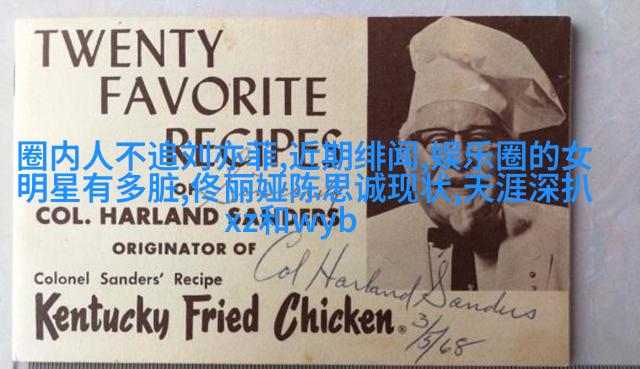 TWENTY
FAVORITE
RECIPES
圈内人不追刘亦菲,近期绯闻,娱乐圈的女
明星有多脏,佟丽娅陈思诚现状,天涯深扒
xz和wyb
OF
COL. HARLAND SANDERS
ORIGINATOR OF
Colonel Sanders' Recipe
Kentucky Fried Chicken®
Col Harland Sanders
3/5/68